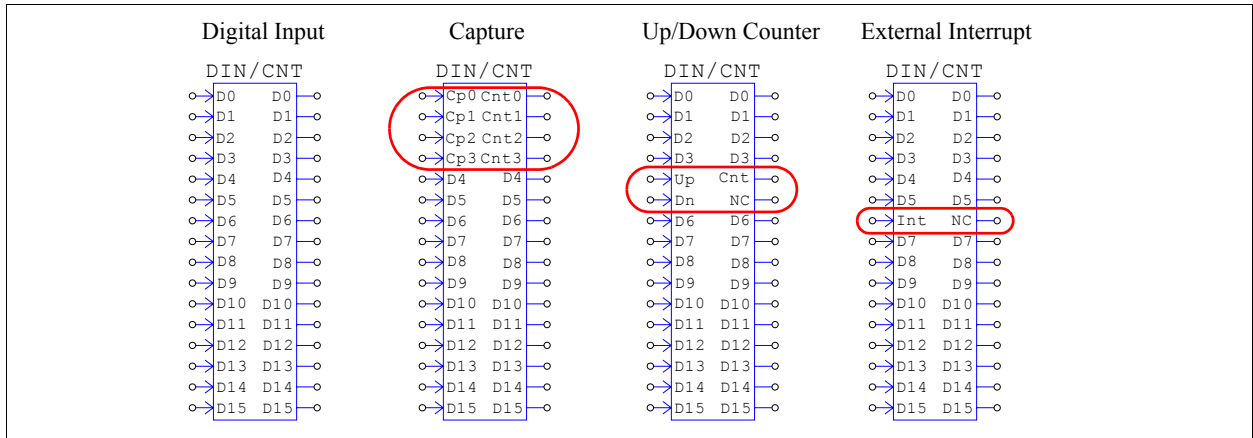 Digital Input Capture Up/Down Counter External Interrupt
DIN/CNT DIN/CNT DIN/CNT DIN/CNT
D0 D0 Cp0 Cnt0 D0 D0 D0 D0
D1 D1 Cp1 Cnt1 D1 D1 D1 D1
D2 D2 Cp2 Cnt2 D2 D2 D2 D2
D3 D3 Cp3 Cnt3 D3 D3 D3 D3
D4 D4 D4 D4 Up Cnt D4 D4
D5 D5 D5 D5 Dn NC D5 D5
D6 D6 D6 D6 D6 D6 Int NC
D7 D7 D7 D7 D7 D7 D7 D7
D8 D8 D8 D8 D8 D8 D8 D8
D9 D9 D9 D9 D9 D9 D9 D9
D10 D10 D10 D10 D10 D10 D10 D10
D11 D11 D11 D11 D11 D11 D11 D11
D12 D12 D12 D12 D12 D12 D12 D12
D13 D13 D13 D13 D13 D13 D13 D13
D14 D14 D14 D14 D14 D14 D14 D14
D15 D15 D15 D15 D15 D15 D15 D15